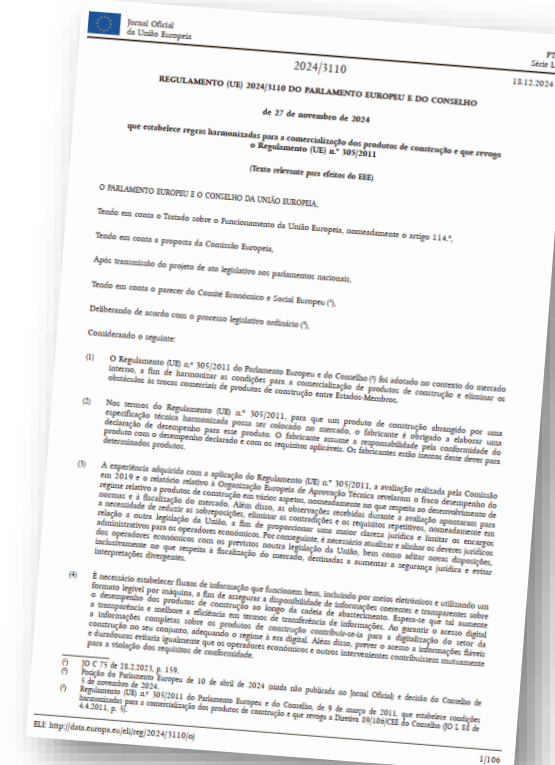 Jornal Oficial
da União Europeia
PT
Série L
2024/3110
18.12.2024
REGULAMENTO (UE) 2024/3110 DO PARLAMENTO EUROPEU E DO CONSELHO
de 27 de novembro de 2024
que estabelece regras harmonizadas para a comercialização dos produtos de construção e que revoga
o Regulamento (UE) n.º 305/2011
(Texto relevante para efeitos do EEE)
O PARLAMENTO EUROPEU E O CONSELHO DA UNIÃO EUROPEIA,
Tendo em conta o Tratado sobre o Funcionamento da União Europeia, nomeadamente o artigo 114.º,
Tendo em conta a proposta da Comissão Europeia,
Após transmissão do projeto de ato legislativo aos parlamentos nacionais,
Tendo em conta o parecer do Comité Económico e Social Europeu (¹),
Deliberando de acordo com o processo legislativo ordinário (²),
Considerando o seguinte:
(1) O Regulamento (UE) n.º 305/2011 do Parlamento Europeu e do Conselho (³) foi adotado no contexto do mercado
interno, a fim de harmonizar as condições para a comercialização de produtos de construção e eliminar os
obstáculos às trocas comerciais de produtos de construção entre Estados-Membros.
(2) Nos termos do Regulamento (UE) n.º 305/2011, para que um produto de construção abrangido por uma
especificação técnica harmonizada possa ser colocado no mercado, o fabricante é obrigado a elaborar uma
declaração de desempenho para esse produto. O fabricante assume a responsabilidade pela conformidade do
produto com o desempenho declarado e com os requisitos aplicáveis. Os fabricantes estão isentos deste dever para
determinados produtos.
(3) A experiência adquirida com a aplicação do Regulamento (UE) n.º 305/2011, a avaliação realizada pela Comissão
em 2019 e o relatório relativo à Organização Europeia de Aprovação Técnica revelaram o fraco desempenho do
regime relativo a produtos de construção em vários aspetos, nomeadamente no que respeita ao desenvolvimento de
normas e à fiscalização do mercado. Além disso, as observações recebidas durante a avaliação apontaram para
a necessidade de reduzir as sobreposições, eliminar as contradições e os requisitos repetitivos, nomeadamente em
relação a outra legislação da União, a fim de proporcionar uma maior clareza jurídica e limitar os encargos
administrativos para os operadores económicos. Por conseguinte, é necessário atualizar e alinhar os deveres jurídicos
dos operadores económicos com os previstos noutra legislação da União, bem como aditar novas disposições,
inclusivamente no que respeita à fiscalização do mercado, destinadas a aumentar a segurança jurídica e evitar
interpretações divergentes.
(4) É necessário estabelecer fluxos de informação que funcionem bem, incluindo por meios eletrónicos e utilizando um
formato legível por máquina, a fim de assegurar a disponibilidade de informações coerentes e transparentes sobre
o desempenho dos produtos de construção ao longo da cadeia de abastecimento. Espera-se que tal aumente
a transparência e melhore a eficiência em termos de transferência de informações. Ao garantir o acesso digital
a informações completas sobre os produtos de construção contribuir-se-ia para a digitalização do setor da
construção no seu conjunto, adequando o regime à era digital. Além disso, prever o acesso a informações fiáveis
e duradouras evitaria igualmente que os operadores económicos e outros intervenientes contribuíssem mutuamente
para a violação dos requisitos de conformidade.
(¹) JO C 75 de 28.2.2023, p. 159.
(²) Posição do Parlamento Europeu de 10 de abril de 2024 (ainda não publicada no Jornal Oficial) e decisão do Conselho de
5 de novembro de 2024.
(³) Regulamento (UE) n.º 305/2011 do Parlamento Europeu e do Conselho, de 9 de março de 2011, que estabelece condições
harmonizadas para a comercialização dos produtos de construção e que revoga a Diretiva 89/106/CEE do Conselho (JO L 88 de
4.4.2011, p. 5).
ELI: http://data.europa.eu/eli/reg/2024/3110/oj
1/106